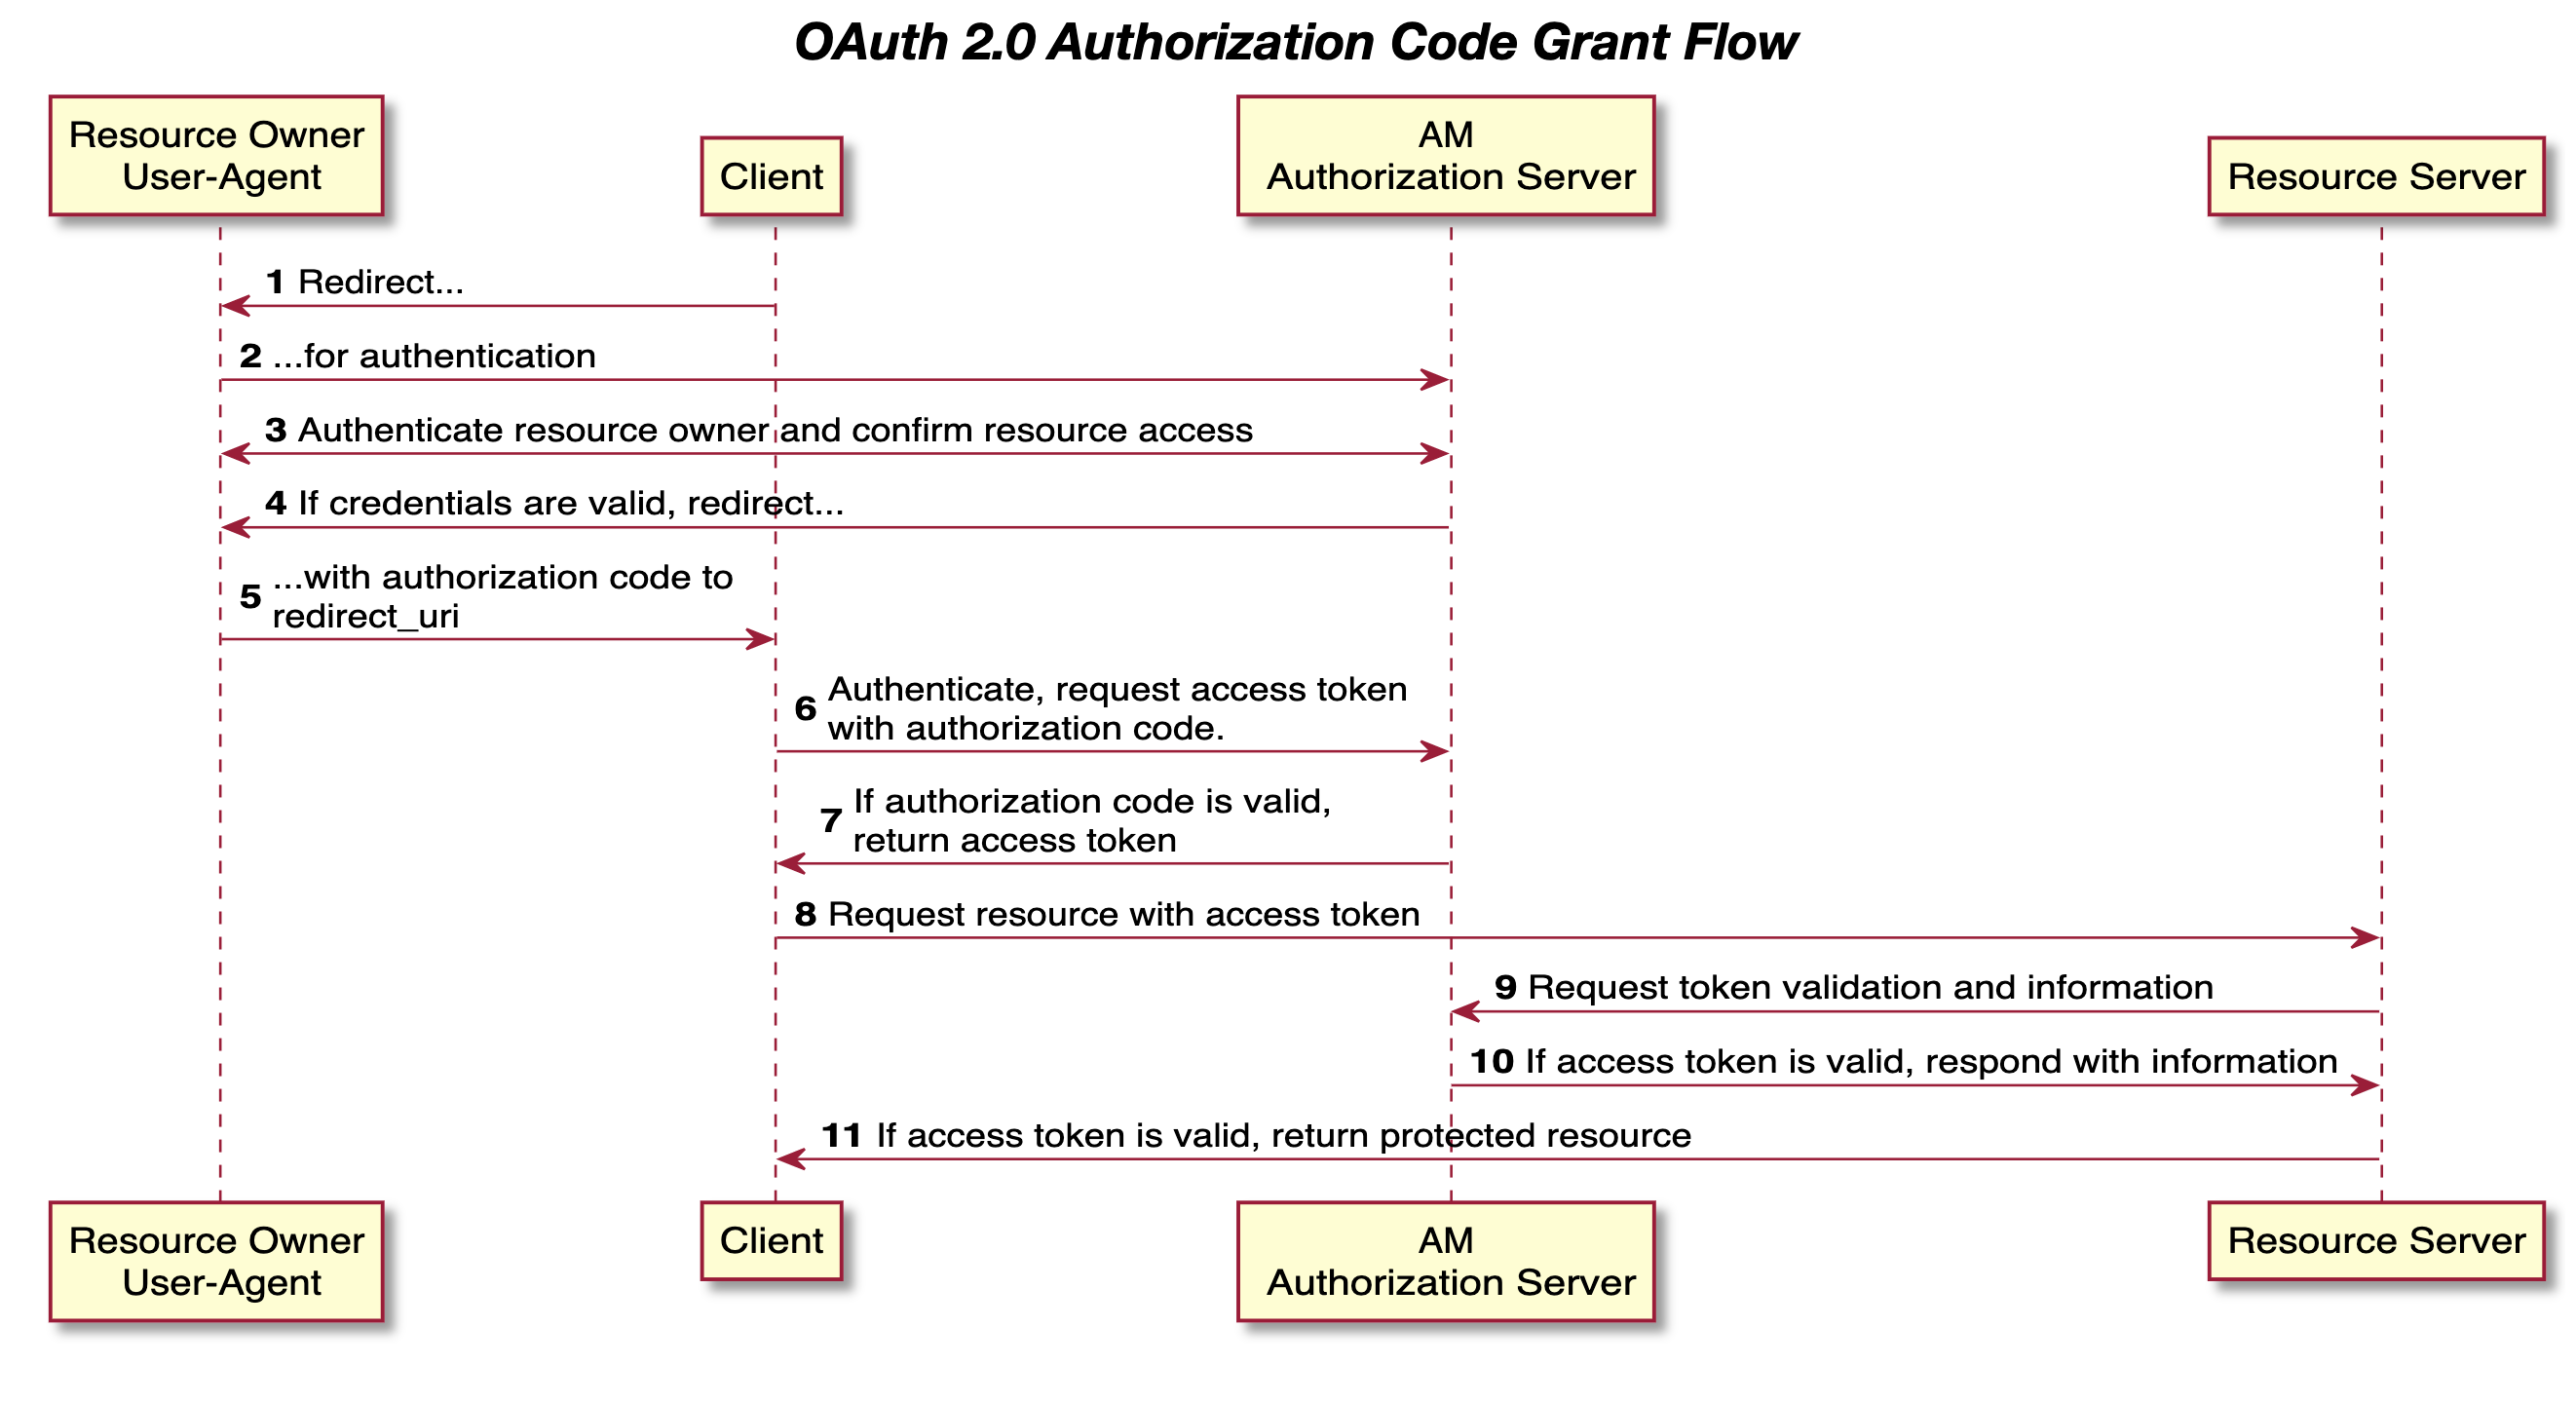 OAuth 2.0 Authorization Code Grant Flow
Resource Owner
User-Agent
Client
AM
Authorization Server
Resource Server
1 Redirect...
2 ...for authentication
3 Authenticate resource owner and confirm resource access
4 If credentials are valid, redirect...
5 ...with authorization code to
redirect_uri
6 Authenticate, request access token
with authorization code.
7 If authorization code is valid,
return access token
8 Request resource with access token
9 Request token validation and information
10 If access token is valid, respond with information
11 If access token is valid, return protected resource
Resource Owner
User-Agent
Client
AM
Authorization Server
Resource Server